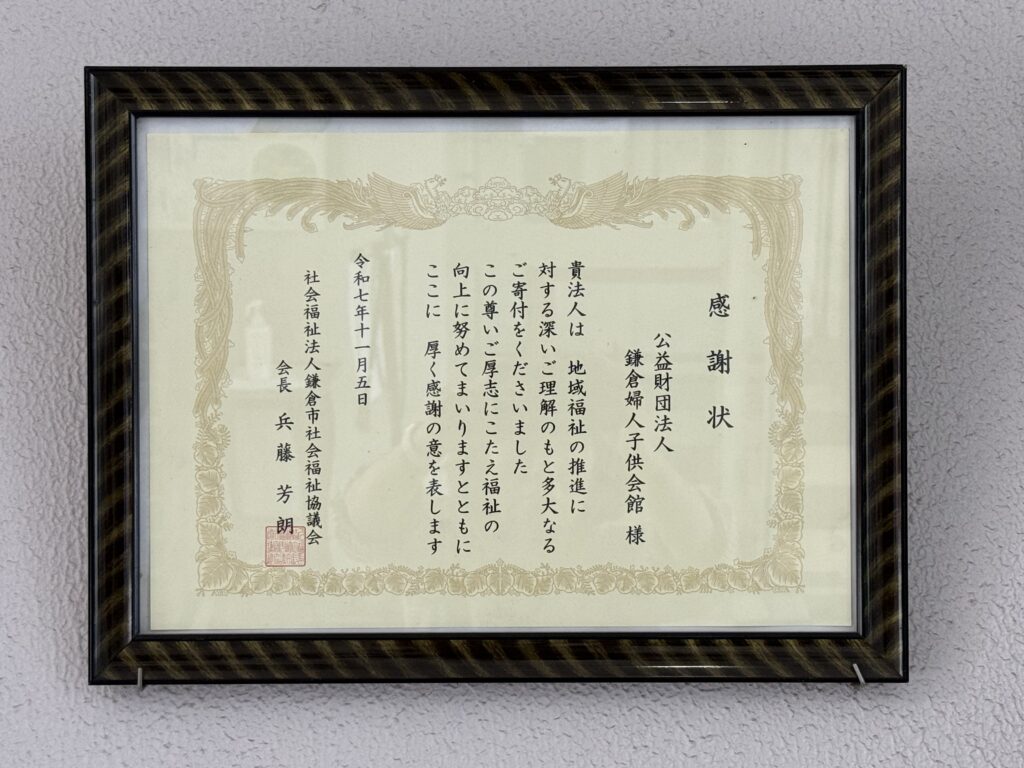 感謝状
公益財団法人
鎌倉婦人子供会館 様
貴法人は 地域福祉の推進に
対する深いご理解のもと多大なる
ご寄付をくださいました
この尊いご厚志にこたえ福祉の
向上に努めてまいりますとともに
ここに 厚く感謝の意を表します
令和七年十一月五日
社会福祉法人鎌倉市社会福祉協議会
会長 兵藤芳朗